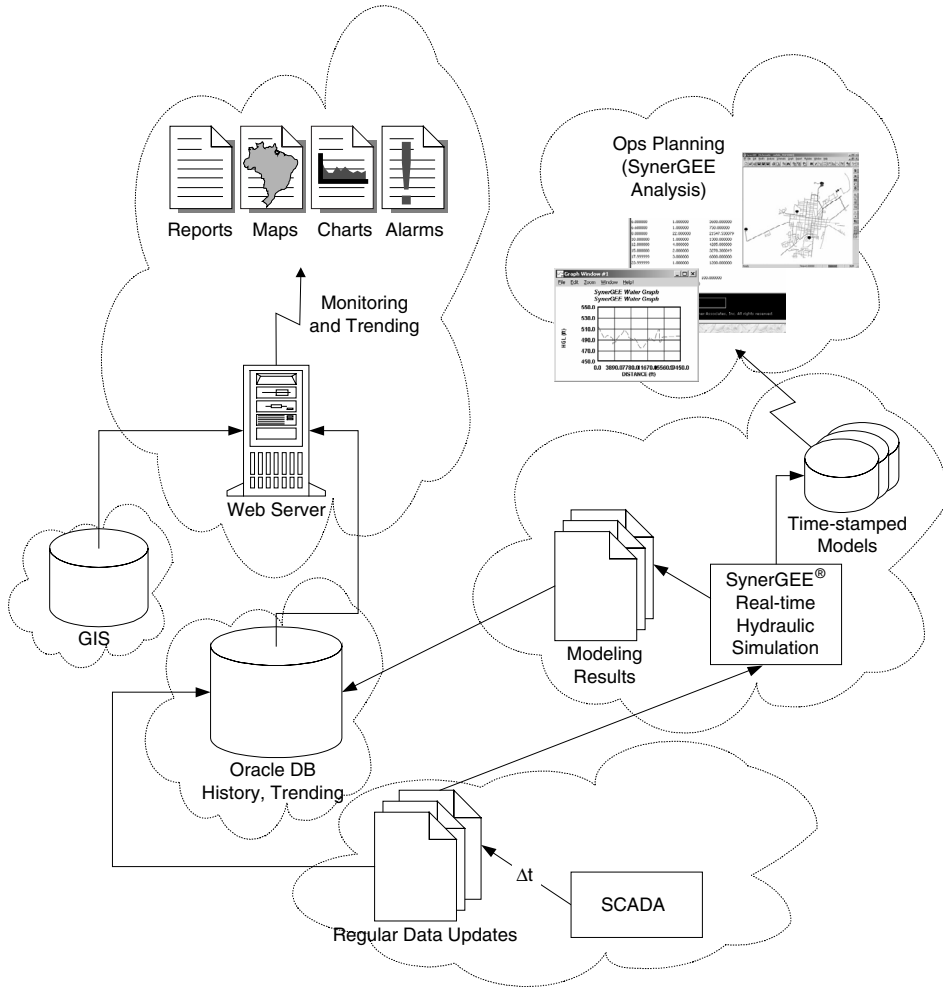 Reports Maps Charts Alarms
Monitoring
and Trending
Web Server
GIS
Oracle DB
History, Trending
Ops Planning
(SynerGEE
Analysis)
Graph Window #1
File Edit Zoom Window Help!
SynerGEE Water Graph
SynerGEE Water Graph
550.0
530.0
510.0
490.0
470.0
450.0
HGL (ft)
DISTANCE (ft)
Time-stamped
Models
SynerGEE®
Real-time
Hydraulic
Simulation
Modeling
Results
Regular Data Updates
Δt
SCADA